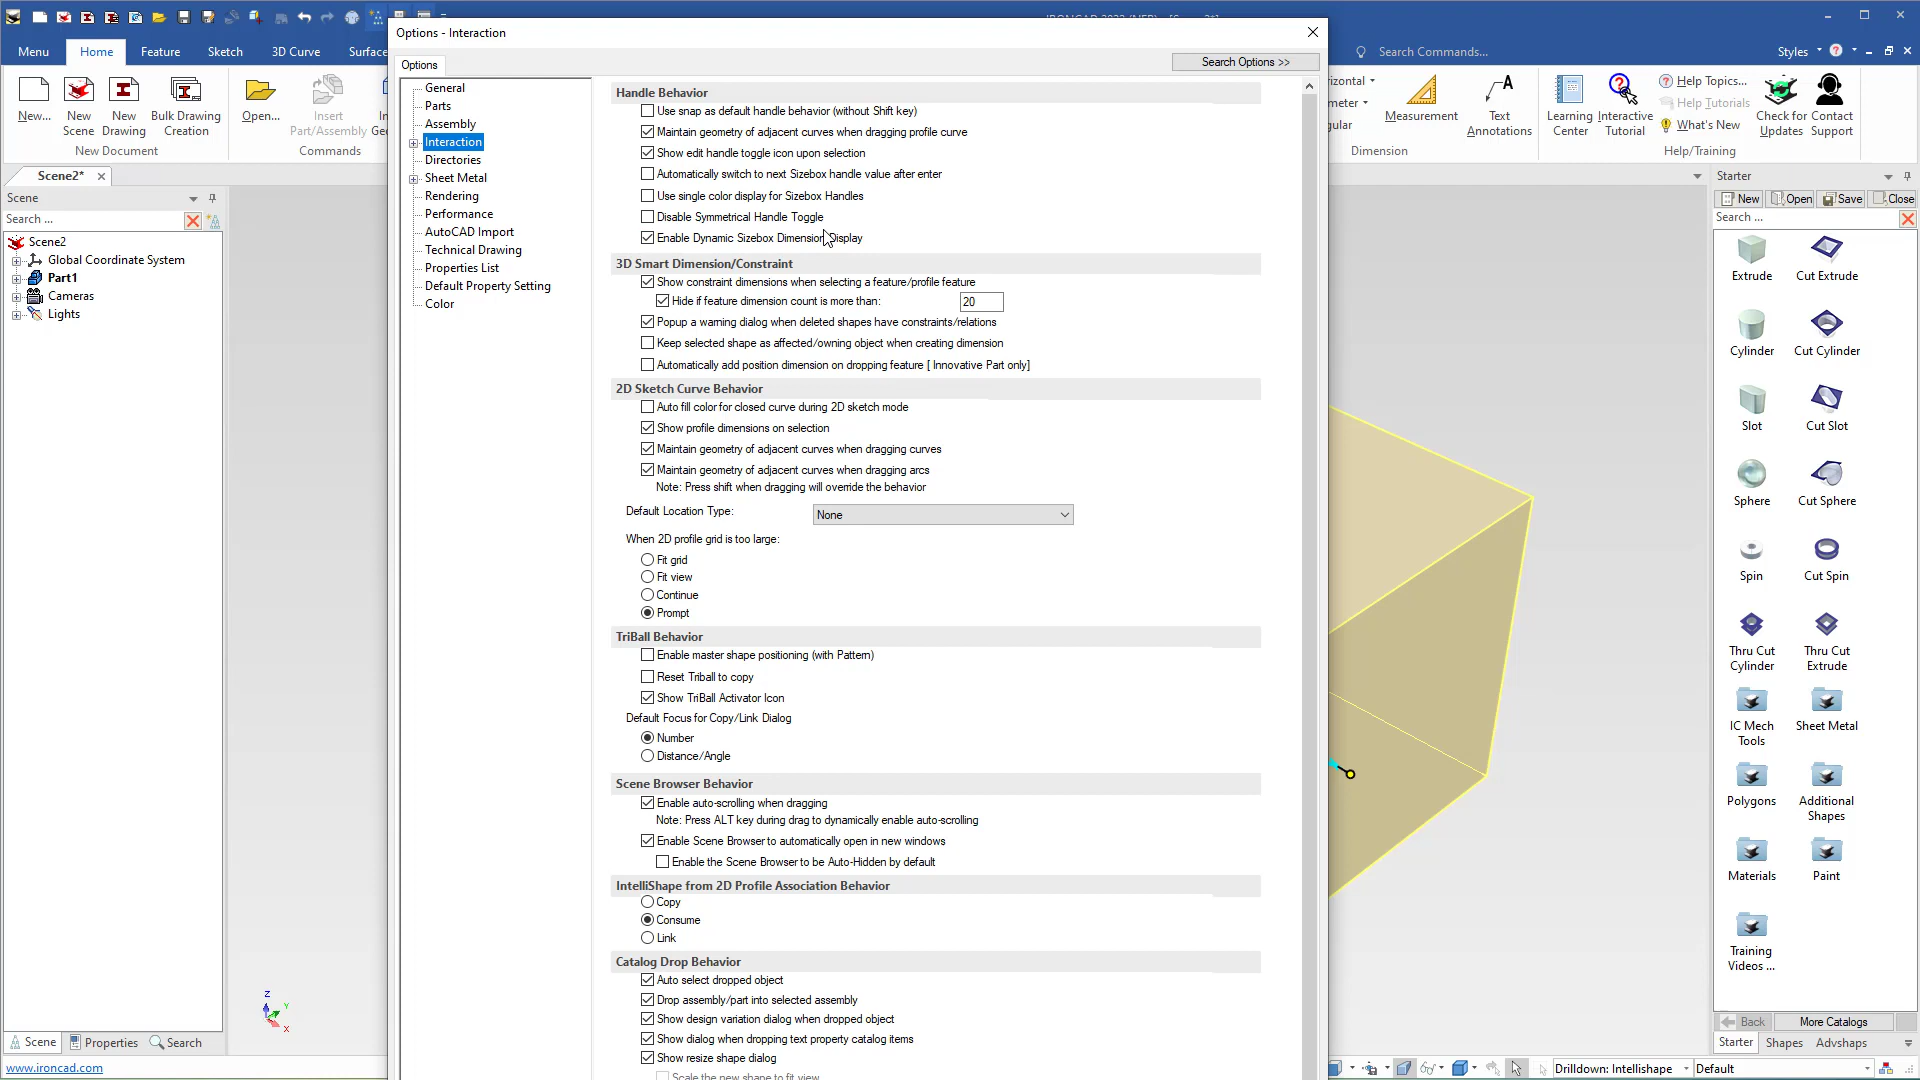 Menu
Home
Feature
Sketch
3D Curve
Surface
Options - Interaction
Search Commands...
Styles
New...
New Scene
New Drawing
Bulk Drawing Creation
New Document
Open...
Insert Part/Assembly
Commands
Measurement
Text Annotations
Dimension
Learning Center
Interactive Tutorial
Help Topics...
Help Tutorials
What's New
Check for Updates
Contact Support
Help/Training
Scene2*
Scene
Search ...
Scene2
Global Coordinate System
Part1
Cameras
Lights
Options
Search Options >>
General
Parts
Assembly
Interaction
Directories
Sheet Metal
Rendering
Performance
AutoCAD Import
Technical Drawing
Properties List
Default Property Setting
Color
Handle Behavior
Use snap as default handle behavior (without Shift key)
Maintain geometry of adjacent curves when dragging profile curve
Show edit handle toggle icon upon selection
Automatically switch to next Sizebox handle value after enter
Use single color display for Sizebox Handles
Disable Symmetrical Handle Toggle
Enable Dynamic Sizebox Dimension Display
3D Smart Dimension/Constraint
Show constraint dimensions when selecting a feature/profile feature
Hide if feature dimension count is more than: 20
Popup a warning dialog when deleted shapes have constraints/relations
Keep selected shape as affected/owning object when creating dimension
Automatically add position dimension on dropping feature [ Innovative Part only]
2D Sketch Curve Behavior
Auto fill color for closed curve during 2D sketch mode
Show profile dimensions on selection
Maintain geometry of adjacent curves when dragging curves
Maintain geometry of adjacent curves when dragging arcs
Note: Press shift when dragging will override the behavior
Default Location Type: None
When 2D profile grid is too large:
Fit grid
Fit view
Continue
Prompt
TriBall Behavior
Enable master shape positioning (with Pattern)
Reset Triball to copy
Show TriBall Activator Icon
Default Focus for Copy/Link Dialog
Number
Distance/Angle
Scene Browser Behavior
Enable auto-scrolling when dragging
Note: Press ALT key during drag to dynamically enable auto-scrolling
Enable Scene Browser to automatically open in new windows
Enable the Scene Browser to be Auto-Hidden by default
IntelliShape from 2D Profile Association Behavior
Copy
Consume
Link
Catalog Drop Behavior
Auto select dropped object
Drop assembly/part into selected assembly
Show design variation dialog when dropped object
Show dialog when dropping text property catalog items
Show resize shape dialog
Scale the new shape to fit view
Starter
New
Open
Save
Close
Search ...
Extrude
Cut Extrude
Cylinder
Cut Cylinder
Slot
Cut Slot
Sphere
Cut Sphere
Spin
Cut Spin
Thru Cut Cylinder
Thru Cut Extrude
IC Mech Tools
Sheet Metal
Polygons
Additional Shapes
Materials
Paint
Training Videos ...
Back
More Catalogs
Starter
Shapes
Advshaps
Z
Y
X
Scene
Properties
Search
www.ironcad.com
Drilldown: Intellishape
Default